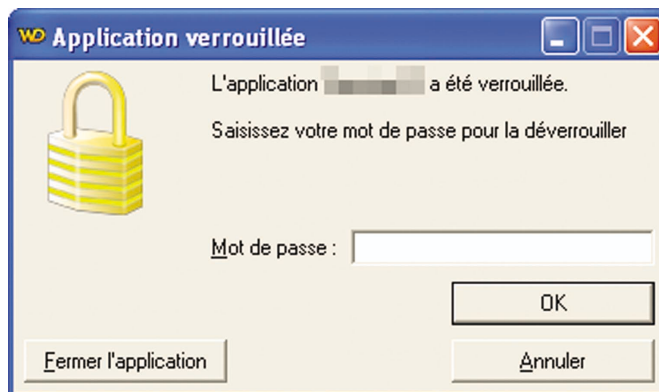 WD Application verrouillée
L'application a été verrouillée.
Saisissez votre mot de passe pour la déverrouiller
Mot de passe :
OK
Fermer l'application
Annuler